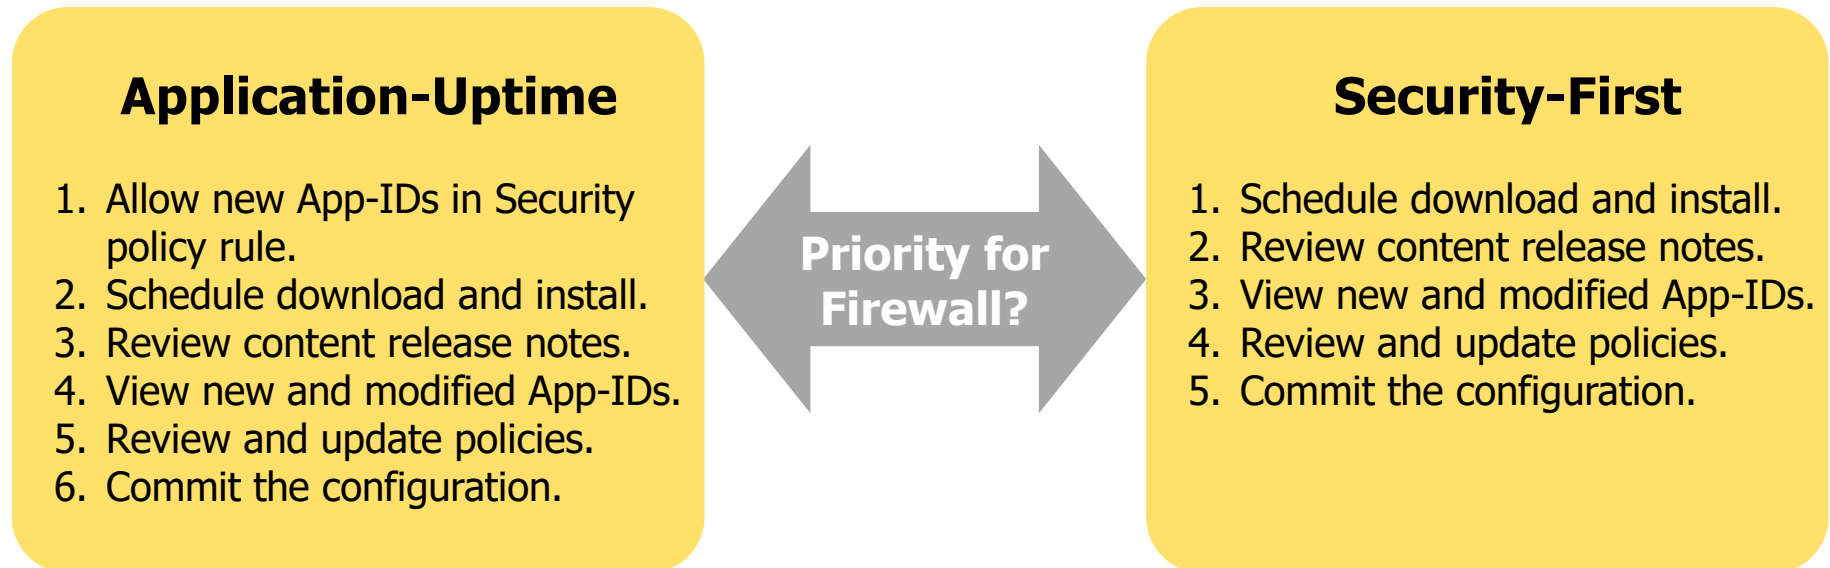 Application-Uptime
1. Allow new App-IDs in Security
policy rule.
2. Schedule download and install.
3. Review content release notes.
4. View new and modified App-IDs.
5. Review and update policies.
6. Commit the configuration.
Priority for
Firewall?
Security-First
1. Schedule download and install.
2. Review content release notes.
3. View new and modified App-IDs.
4. Review and update policies.
5. Commit the configuration.